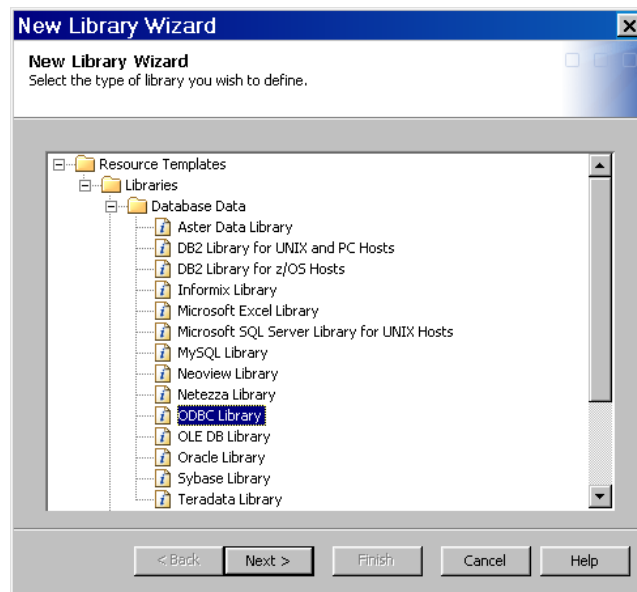 New Library Wizard
New Library Wizard
Select the type of library you wish to define.
Resource Templates
Libraries
Database Data
Aster Data Library
DB2 Library for UNIX and PC Hosts
DB2 Library for z/OS Hosts
Informix Library
Microsoft Excel Library
Microsoft SQL Server Library for UNIX Hosts
MySQL Library
Neoview Library
Netezza Library
ODBC Library
OLE DB Library
Oracle Library
Sybase Library
Teradata Library
< Back Next > Finish Cancel Help